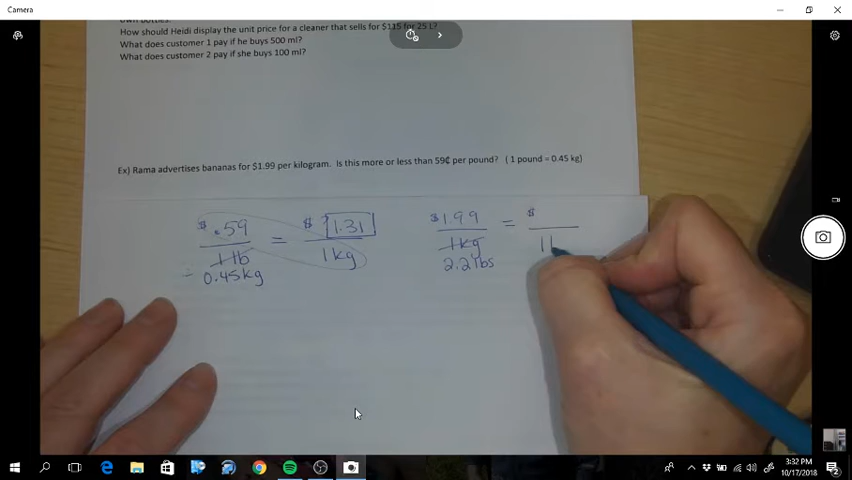 Camera
How should Heidi display the unit price for a cleaner that sells for $115 for 25 L?
What does customer 1 pay if he buys 500 ml?
What does customer 2 pay if she buys 100 ml?
Ex) Rama advertises bananas for $1.99 per kilogram. Is this more or less than 59₵ per pound? ( 1 pound = 0.45 kg)
$.59 = $1.31
1 lb 1 kg
÷ 0.45kg
$1.99 = $
1kg 1 l
2.2 lbs
3:32 PM
10/17/2018